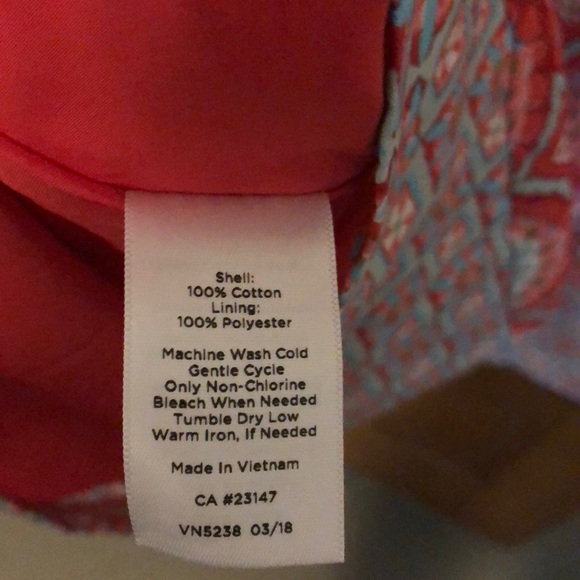 Shell:
100% Cotton
Lining:
100% Polyester
Machine Wash Cold
Gentle Cycle
Only Non-Chlorine
Bleach When Needed
Tumble Dry Low
Warm Iron, If Needed
Made In Vietnam
CA #23147
VN5238 03/18